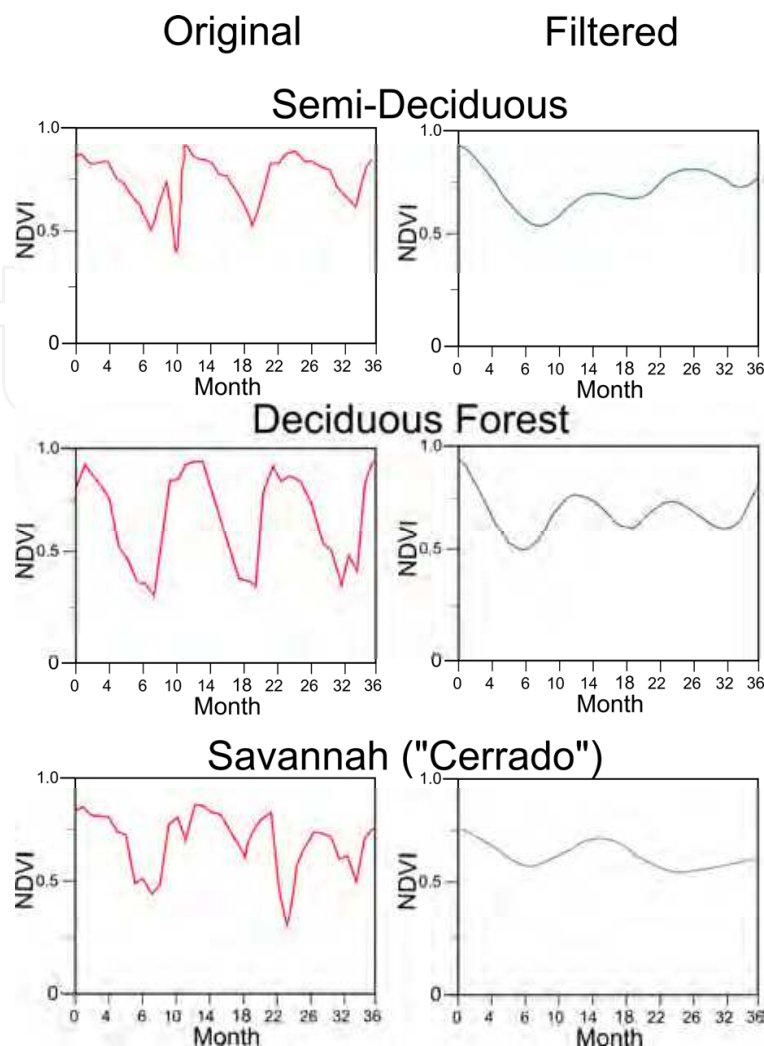 Original Filtered
Semi-Deciduous
1.0 1.0
NDVI 0.5 NDVI 0.5
0 0
0 4 6 10 14 18 22 26 32 36 0 4 6 10 14 18 22 26 32 36
Month Month
Deciduous Forest
1.0 1.0
NDVI 0.5 NDVI 0.5
0 0
0 4 6 10 14 18 22 26 32 36 0 4 6 10 14 18 22 26 32 36
Month Month
Savannah ("Cerrado")
1.0 1.0
NDVI 0.5 NDVI 0.5
0 0
0 4 6 10 14 18 22 26 32 36 0 4 6 10 14 18 22 26 32 36
Month Month